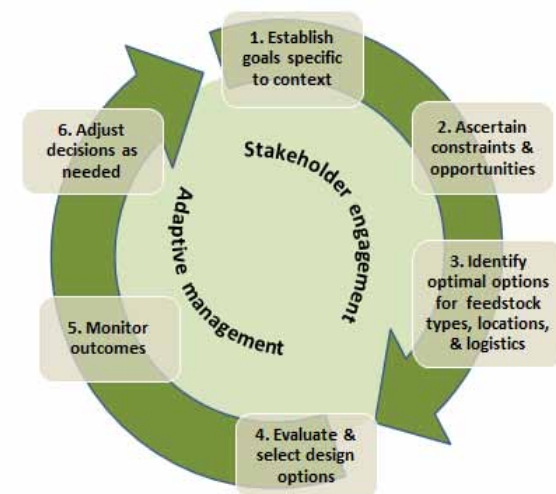 1. Establish
goals specific
to context
2. Ascertain
constraints &
opportunities
3. Identify
optimal options
for feedstock
types, locations,
& logistics
4. Evaluate &
select design
options
5. Monitor
outcomes
6. Adjust
decisions as
needed
Stakeholder engagement
Adaptive management